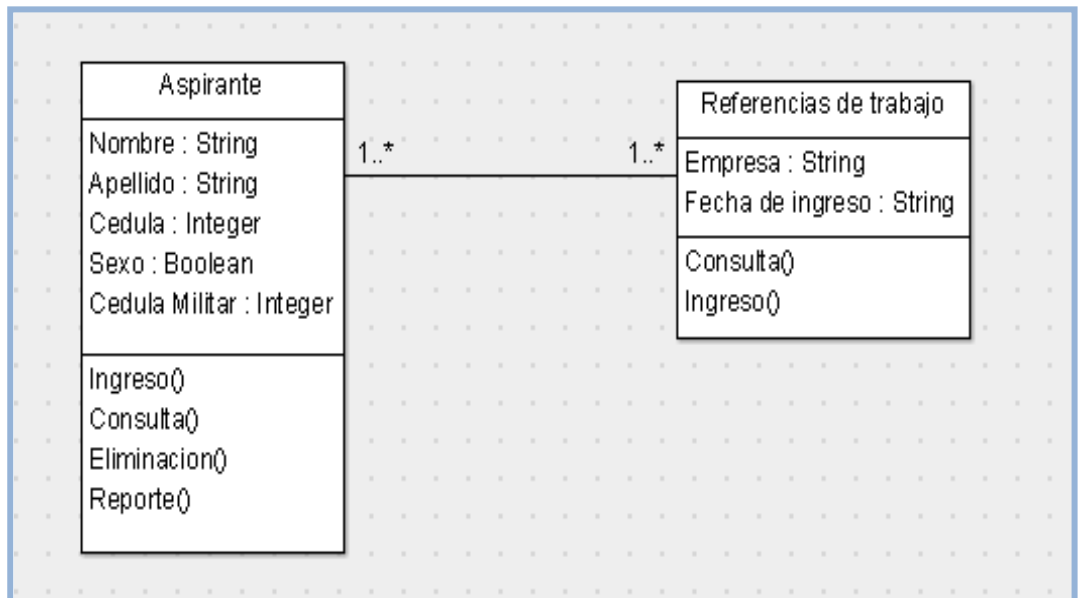 Aspirante
Nombre : String
Apellido : String
Cedula : Integer
Sexo : Boolean
Cedula Militar : Integer
Ingreso()
Consulta()
Eliminacion()
Reporte()
1..*
1..*
Referencias de trabajo
Empresa : String
Fecha de ingreso : String
Consulta()
Ingreso()